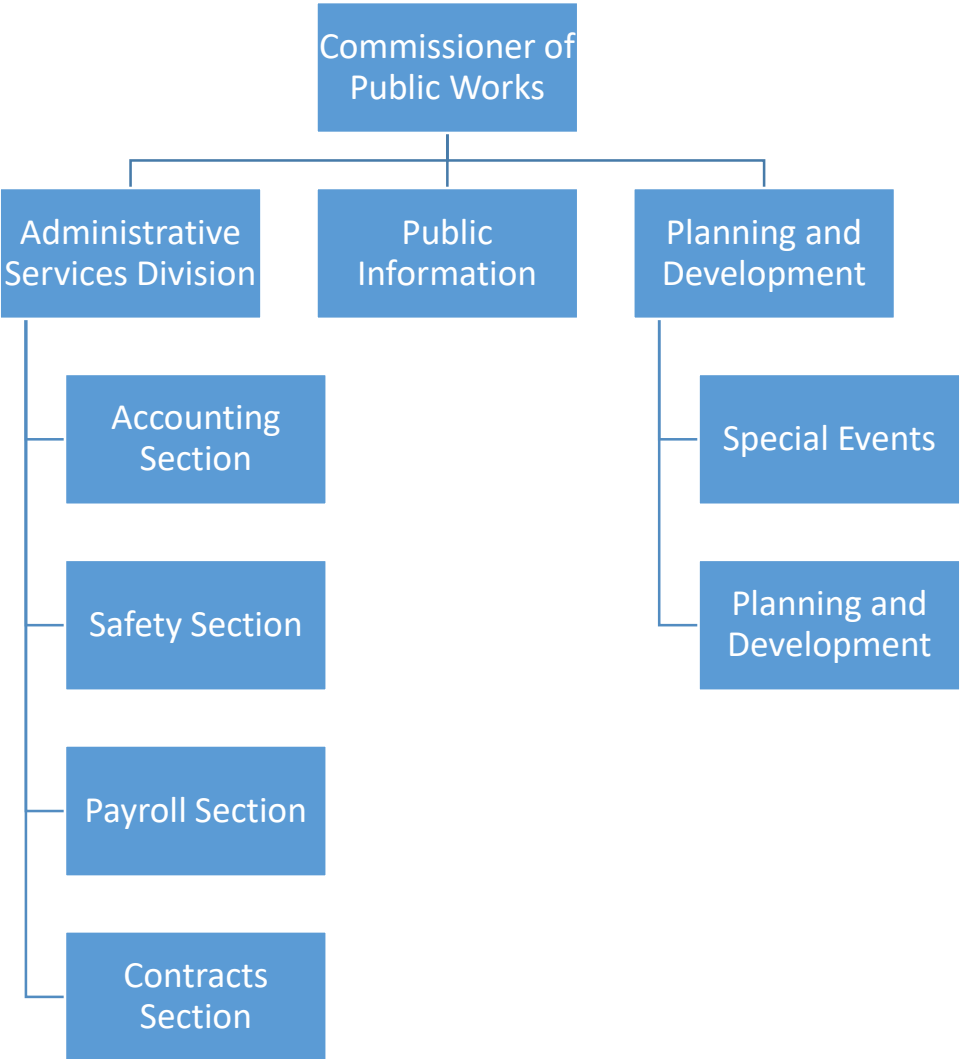 Commissioner of
Public Works
Administrative
Services Division
Public
Information
Planning and
Development
Accounting
Section
Safety Section
Payroll Section
Contracts
Section
Special Events
Planning and
Development